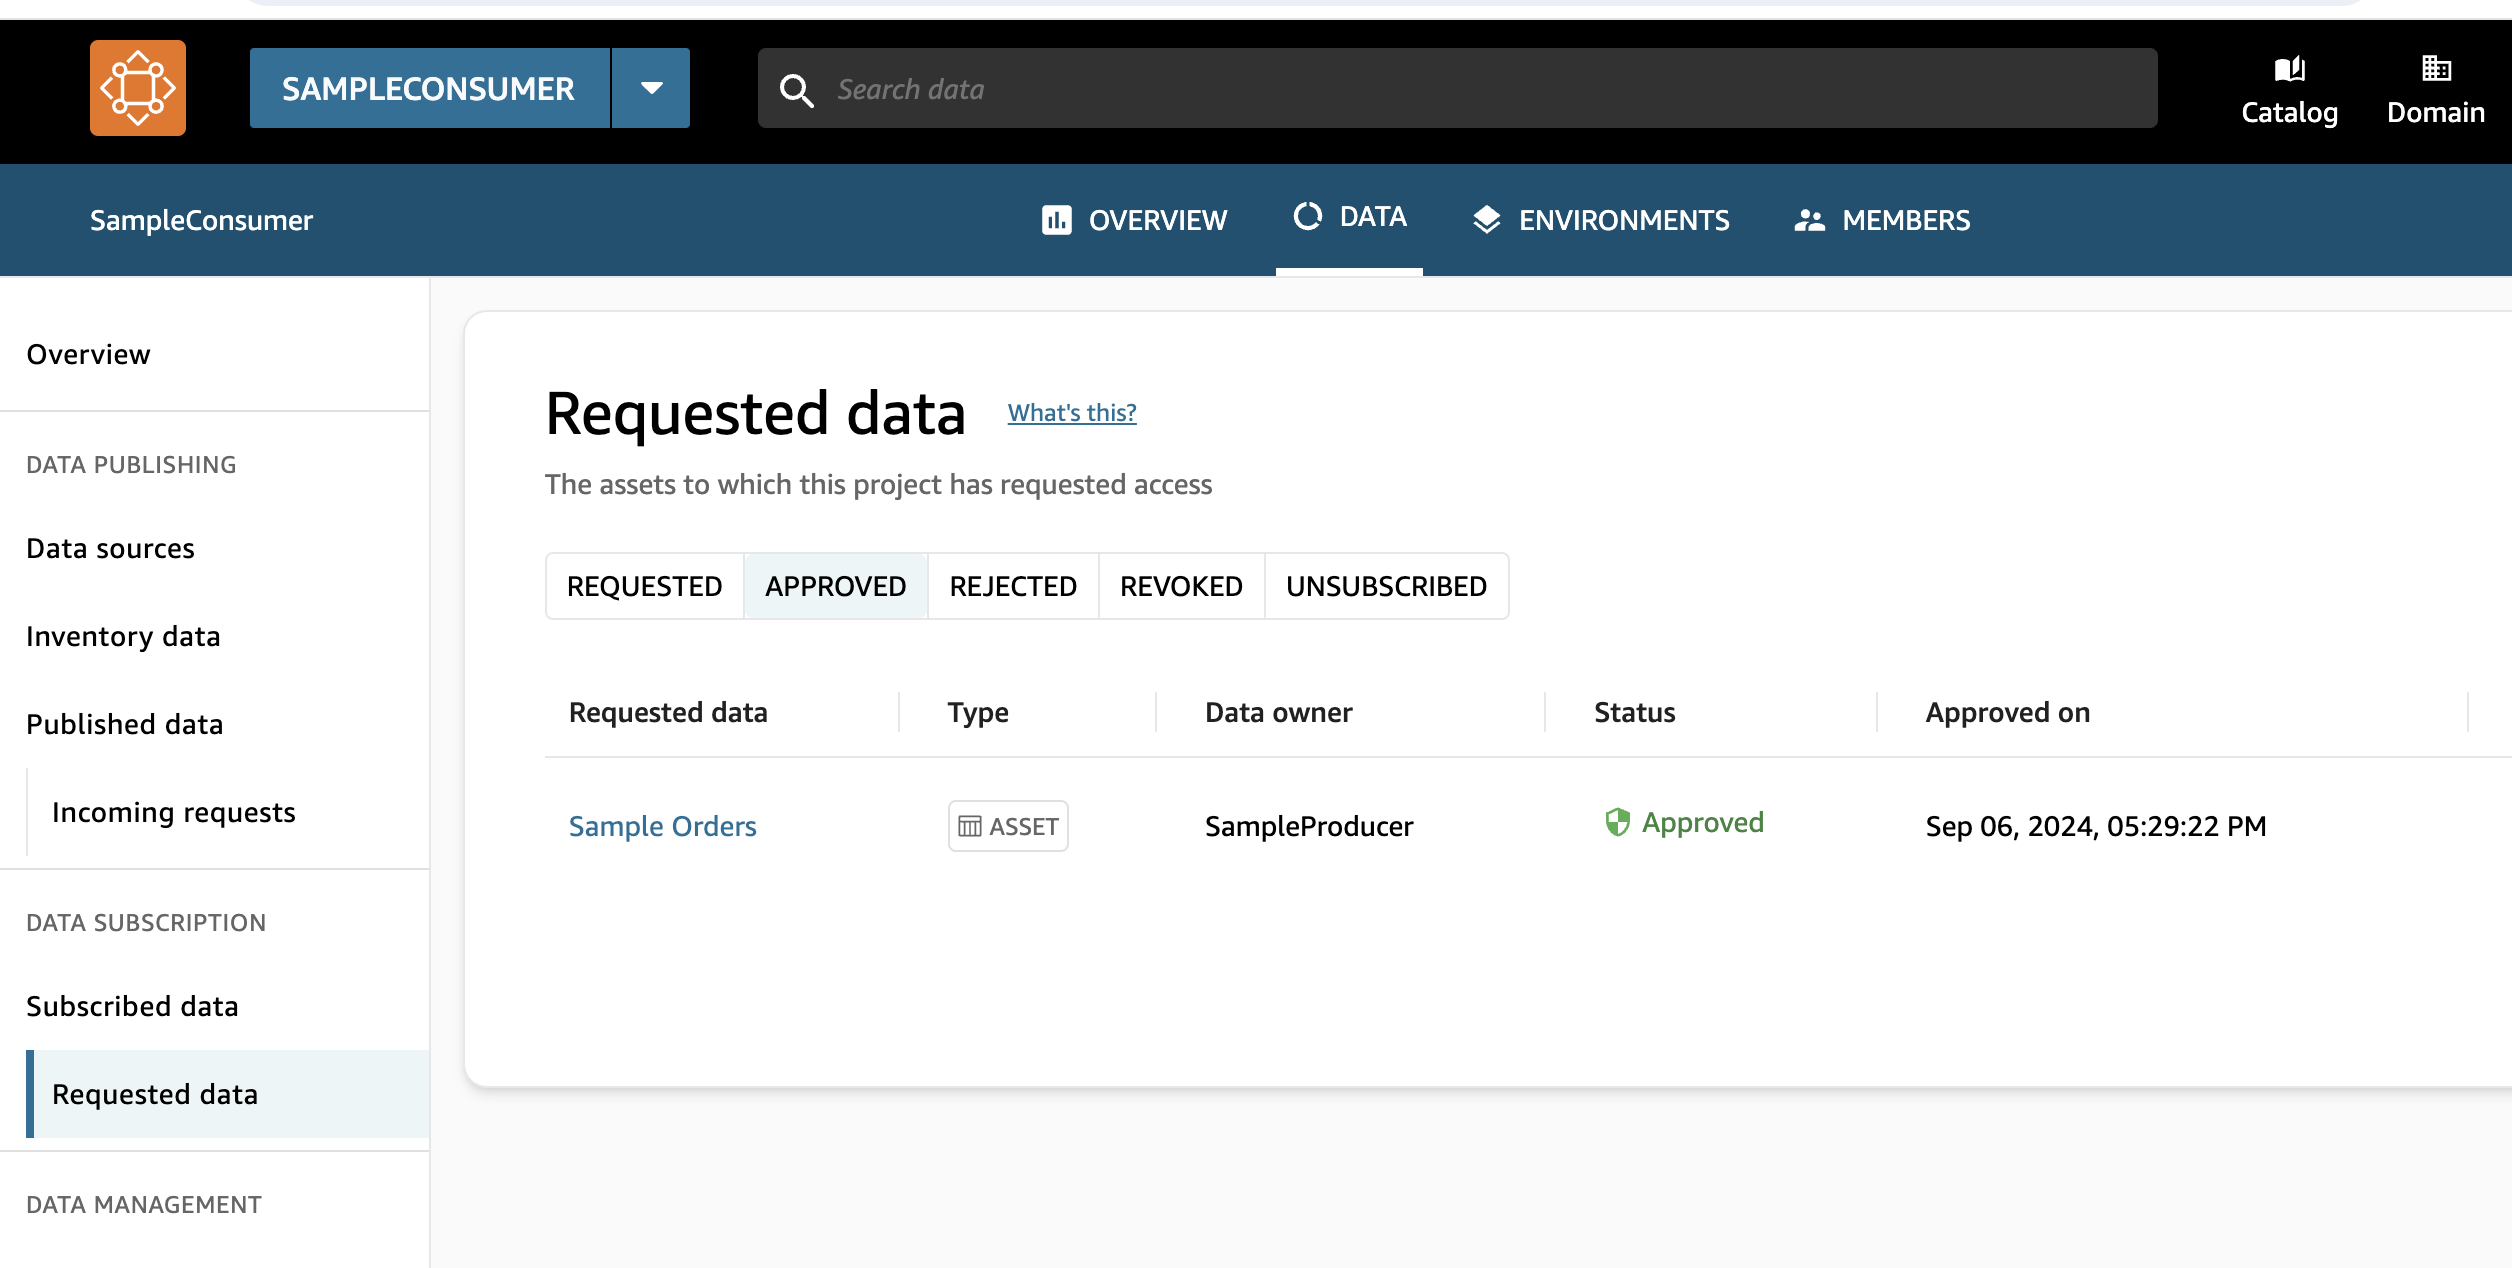 SAMPLECONSUMER
Search data
Catalog
Domain
SampleConsumer
OVERVIEW
DATA
ENVIRONMENTS
MEMBERS
Overview
DATA PUBLISHING
Data sources
Inventory data
Published data
Incoming requests
DATA SUBSCRIPTION
Subscribed data
Requested data
DATA MANAGEMENT
Requested data What's this?
The assets to which this project has requested access
REQUESTED APPROVED REJECTED REVOKED UNSUBSCRIBED
Requested data Type Data owner Status Approved on
Sample Orders ASSET SampleProducer Approved Sep 06, 2024, 05:29:22 PM